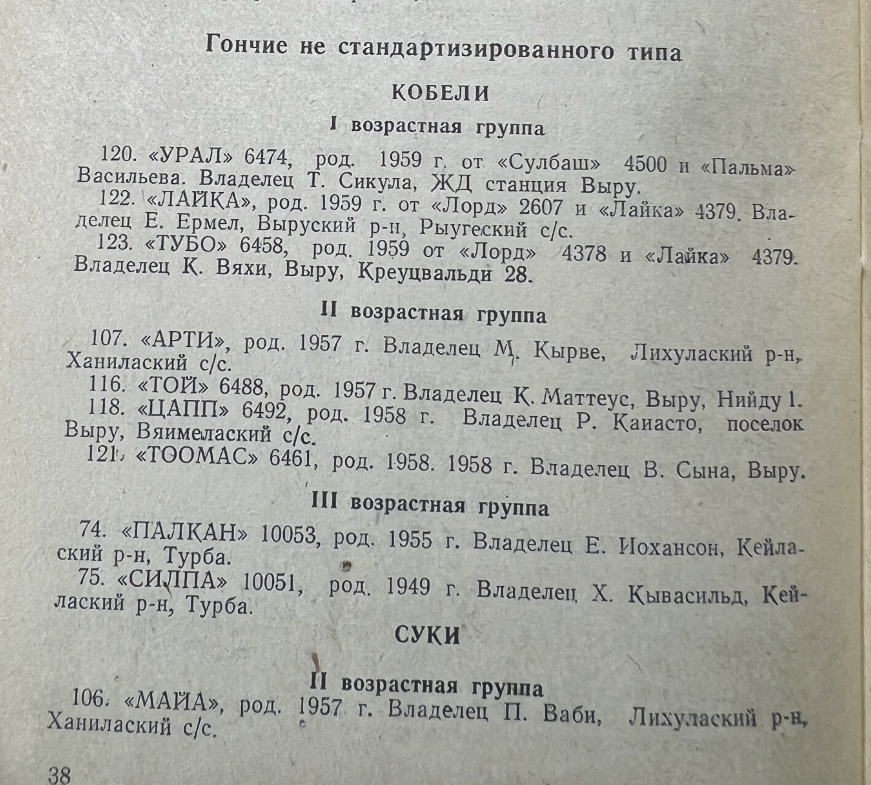 Гончие не стандартизированного типа
КОБЕЛИ
I возрастная группа
120. «УРАЛ» 6474, род. 1959 г. от «Сулбаш» 4500 и «Пальма»
Васильева. Владелец Т. Сикула, ЖД станция Выру.
122. «ЛАЙКА», род. 1959 г. от «Лорд» 2607 и «Лайка» 4379. Вла-
делец Е. Ермел, Выруский р-н, Рыугеский с/с.
123. «ТУБО» 6458, род. 1959 от «Лорд» 4378 и «Лайка» 4379.
Владелец К. Вяхи, Выру, Креуцвальди 28.
II возрастная группа
107. «АРТИ», род. 1957 г. Владелец М. Кырве, Лихулаский р-н,
Ханилаский с/с.
116. «ТОЙ» 6488, род. 1957 г. Владелец К. Маттеус, Выру, Нийду 1.
118. «ЦАПП» 6492, род. 1958 г. Владелец Р. Каиасто, поселок
Выру, Вяимелаский с/с.
121. «ТООМАС» 6461, род. 1958. 1958 г. Владелец В. Сына, Выру.
III возрастная группа
74. «ПАЛКАН» 10053, род. 1955 г. Владелец Е. Иохансон, Кейла-
ский р-н, Турба.
75. «СИЛПА» 10051, род. 1949 г. Владелец Х. Кывасильд, Кей-
лаский р-н, Турба.
СУКИ
II возрастная группа
106. «МАЙА», род. 1957 г. Владелец П. Ваби, Лихулаский р-н,
Ханилаский с/с.
38